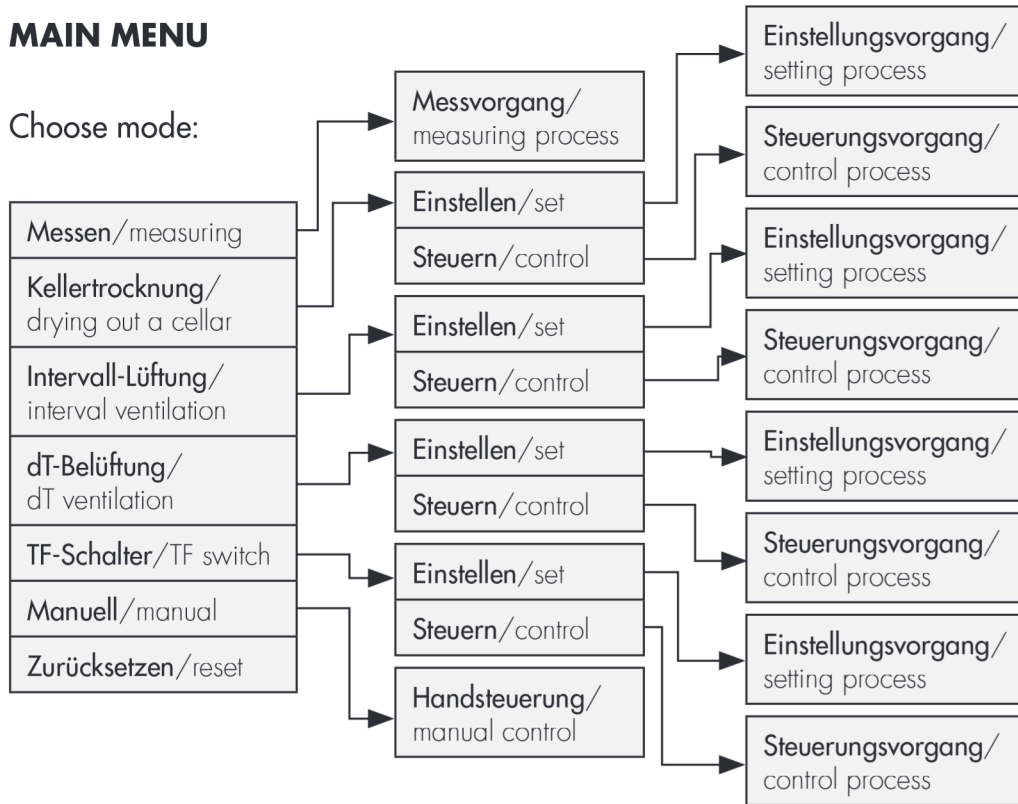 MAIN MENU
Choose mode:
Messen/measuring
Kellertrocknung/
drying out a cellar
Intervall-Lüftung/
interval ventilation
dT-Belüftung/
dT ventilation
TF-Schalter/TF switch
Manuell/manual
Zurücksetzen/reset
Messvorgang/
measuring process
Einstellen/set
Steuern/control
Einstellen/set
Steuern/control
Einstellen/set
Steuern/control
Einstellen/set
Steuern/control
Handsteuerung/
manual control
Einstellungsvorgang/
setting process
Steuerungsvorgang/
control process
Einstellungsvorgang/
setting process
Steuerungsvorgang/
control process
Einstellungsvorgang/
setting process
Steuerungsvorgang/
control process
Einstellungsvorgang/
setting process
Steuerungsvorgang/
control process